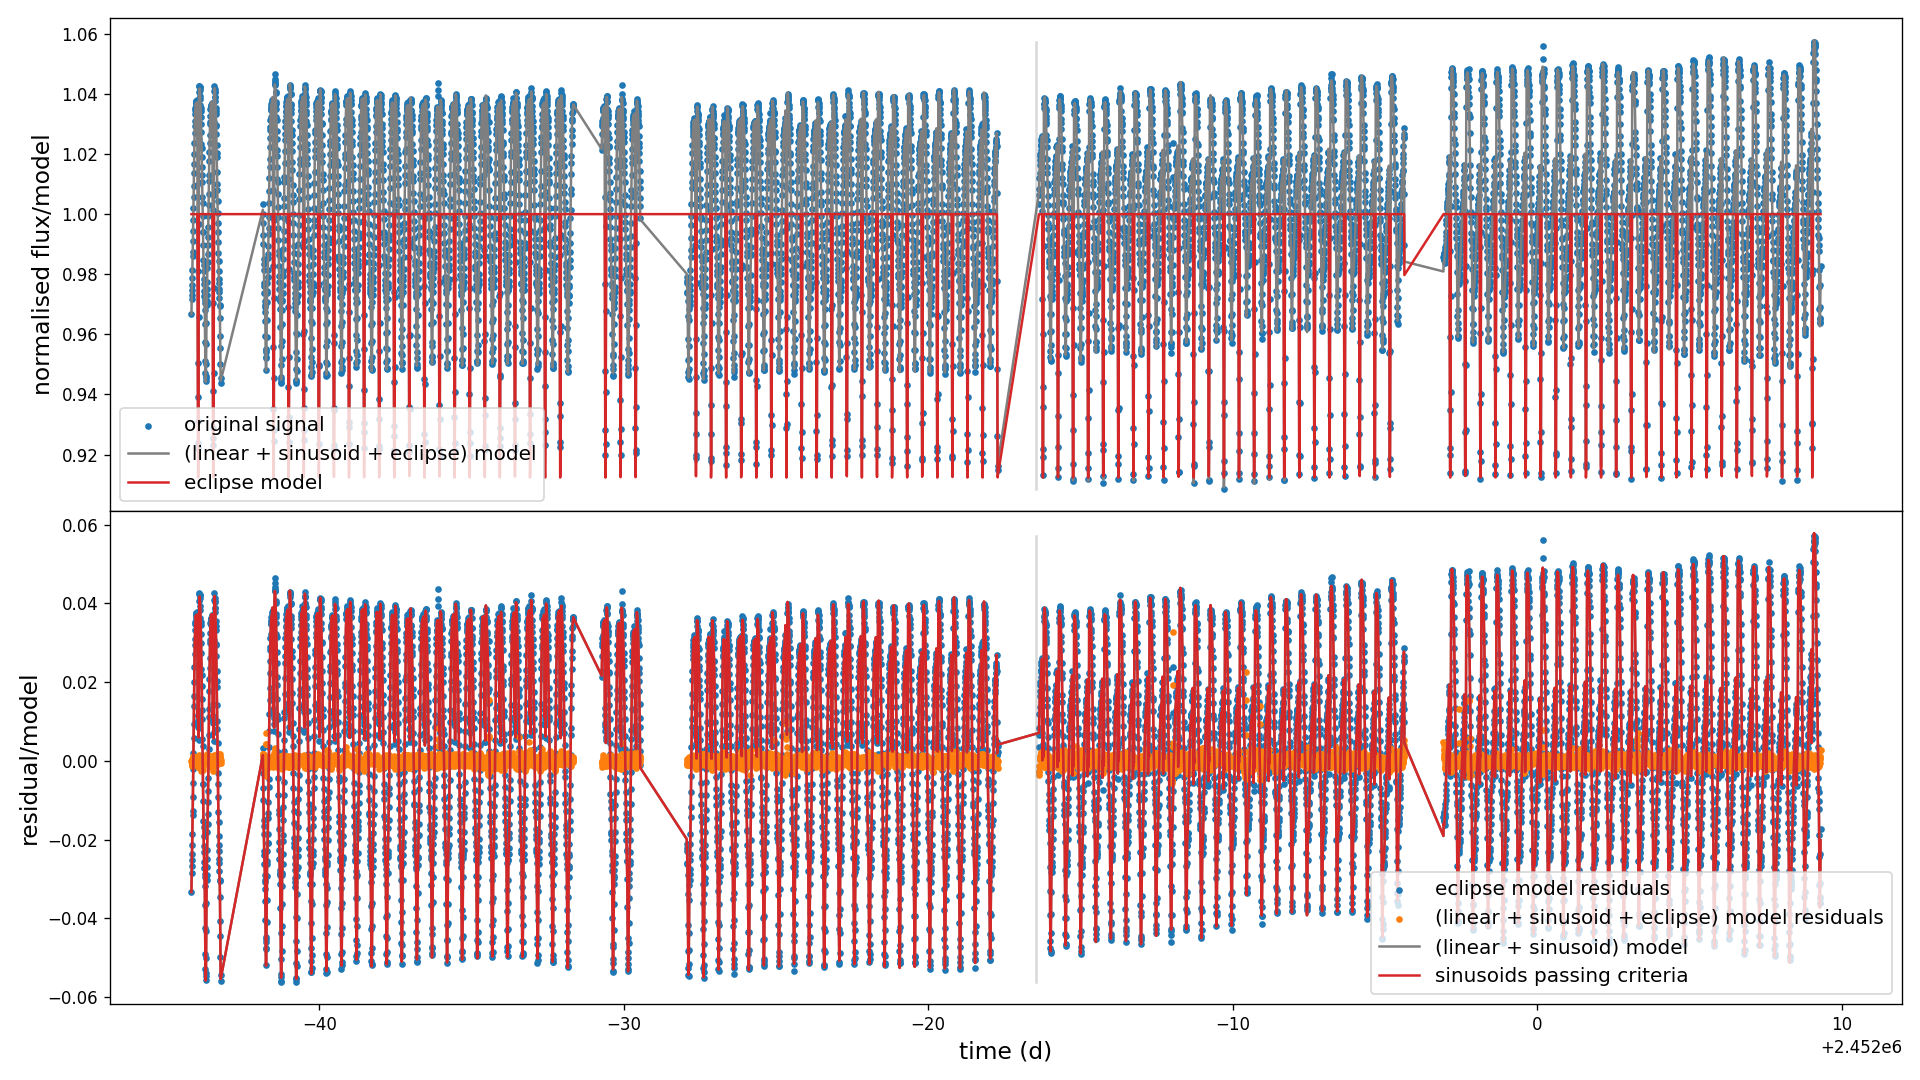 1.06
1.04
1.02
1.00
0.98
0.96
0.94
0.92
normalised flux/model
original signal
(linear + sinusoid + eclipse) model
eclipse model
0.06
0.04
0.02
0.00
−0.02
−0.04
−0.06
residual/model
eclipse model residuals
(linear + sinusoid + eclipse) model residuals
(linear + sinusoid) model
sinusoids passing criteria
−40
−30
−20
−10
0
10
+2.452e6
time (d)